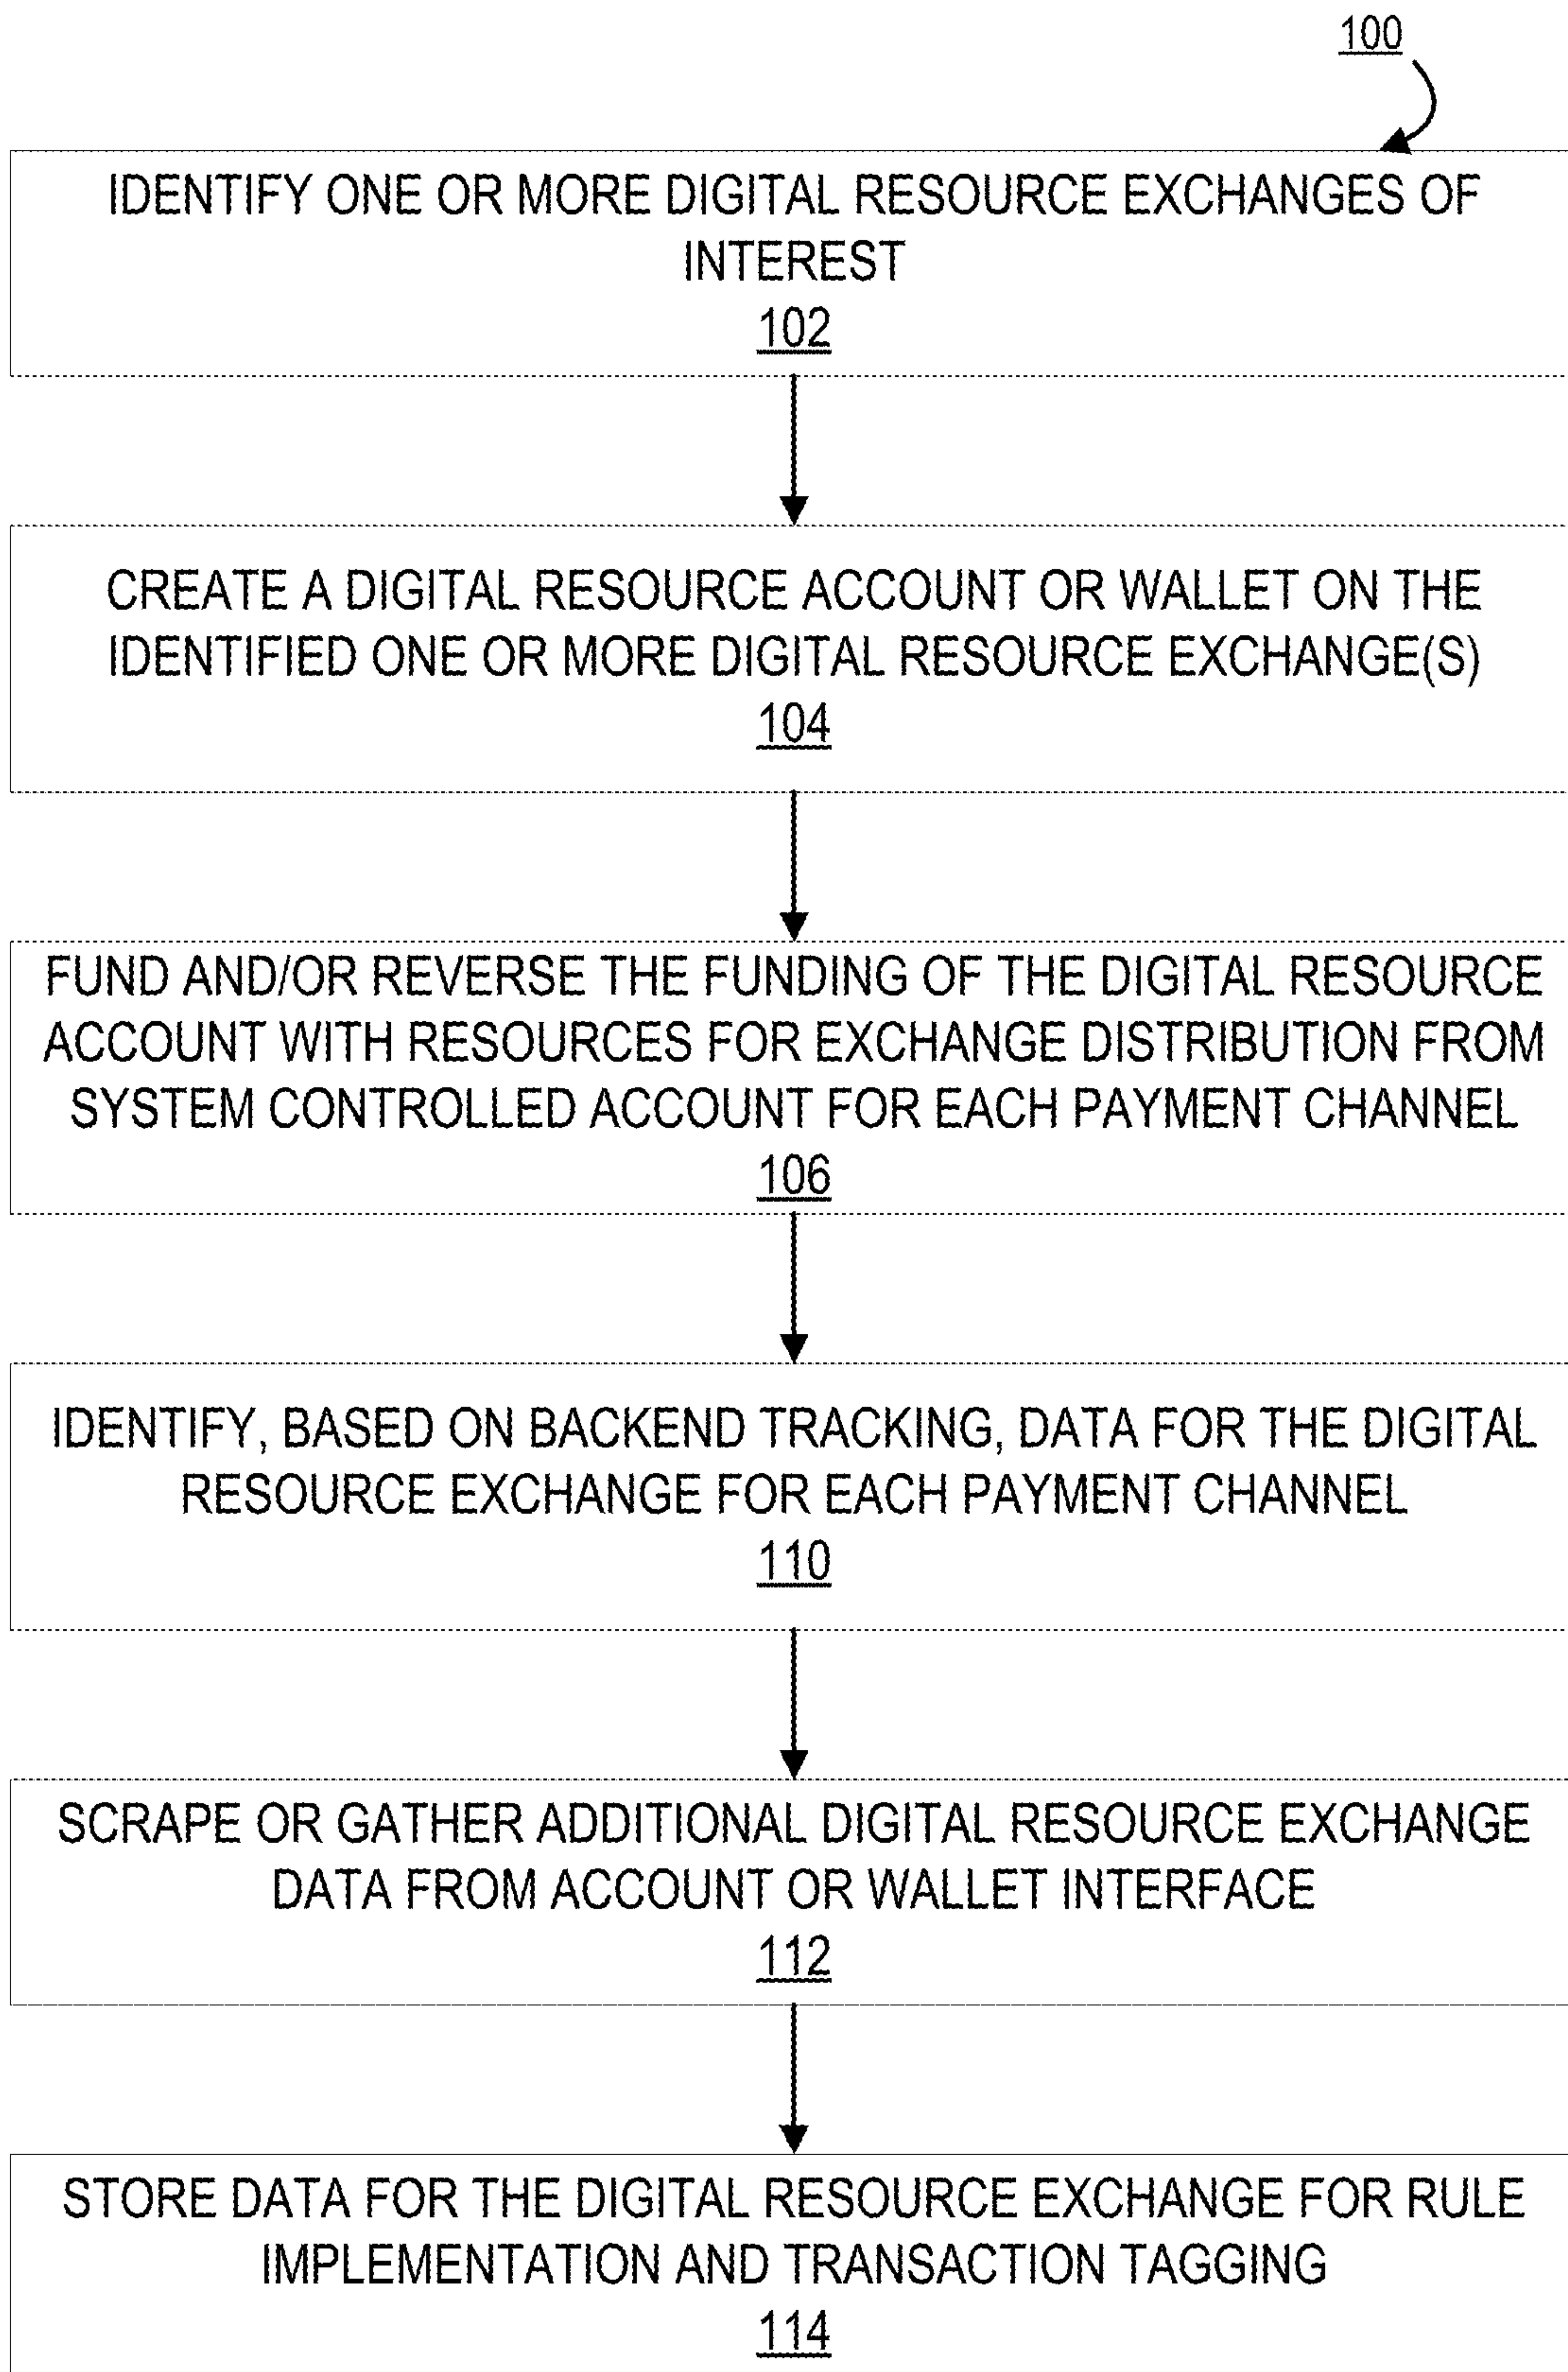 100
IDENTIFY ONE OR MORE DIGITAL RESOURCE EXCHANGES OF
INTEREST
102
CREATE A DIGITAL RESOURCE ACCOUNT OR WALLET ON THE
IDENTIFIED ONE OR MORE DIGITAL RESOURCE EXCHANGE(S)
104
FUND AND/OR REVERSE THE FUNDING OF THE DIGITAL RESOURCE
ACCOUNT WITH RESOURCES FOR EXCHANGE DISTRIBUTION FROM
SYSTEM CONTROLLED ACCOUNT FOR EACH PAYMENT CHANNEL
106
IDENTIFY, BASED ON BACKEND TRACKING, DATA FOR THE DIGITAL
RESOURCE EXCHANGE FOR EACH PAYMENT CHANNEL
110
SCRAPE OR GATHER ADDITIONAL DIGITAL RESOURCE EXCHANGE
DATA FROM ACCOUNT OR WALLET INTERFACE
112
STORE DATA FOR THE DIGITAL RESOURCE EXCHANGE FOR RULE
IMPLEMENTATION AND TRANSACTION TAGGING
114